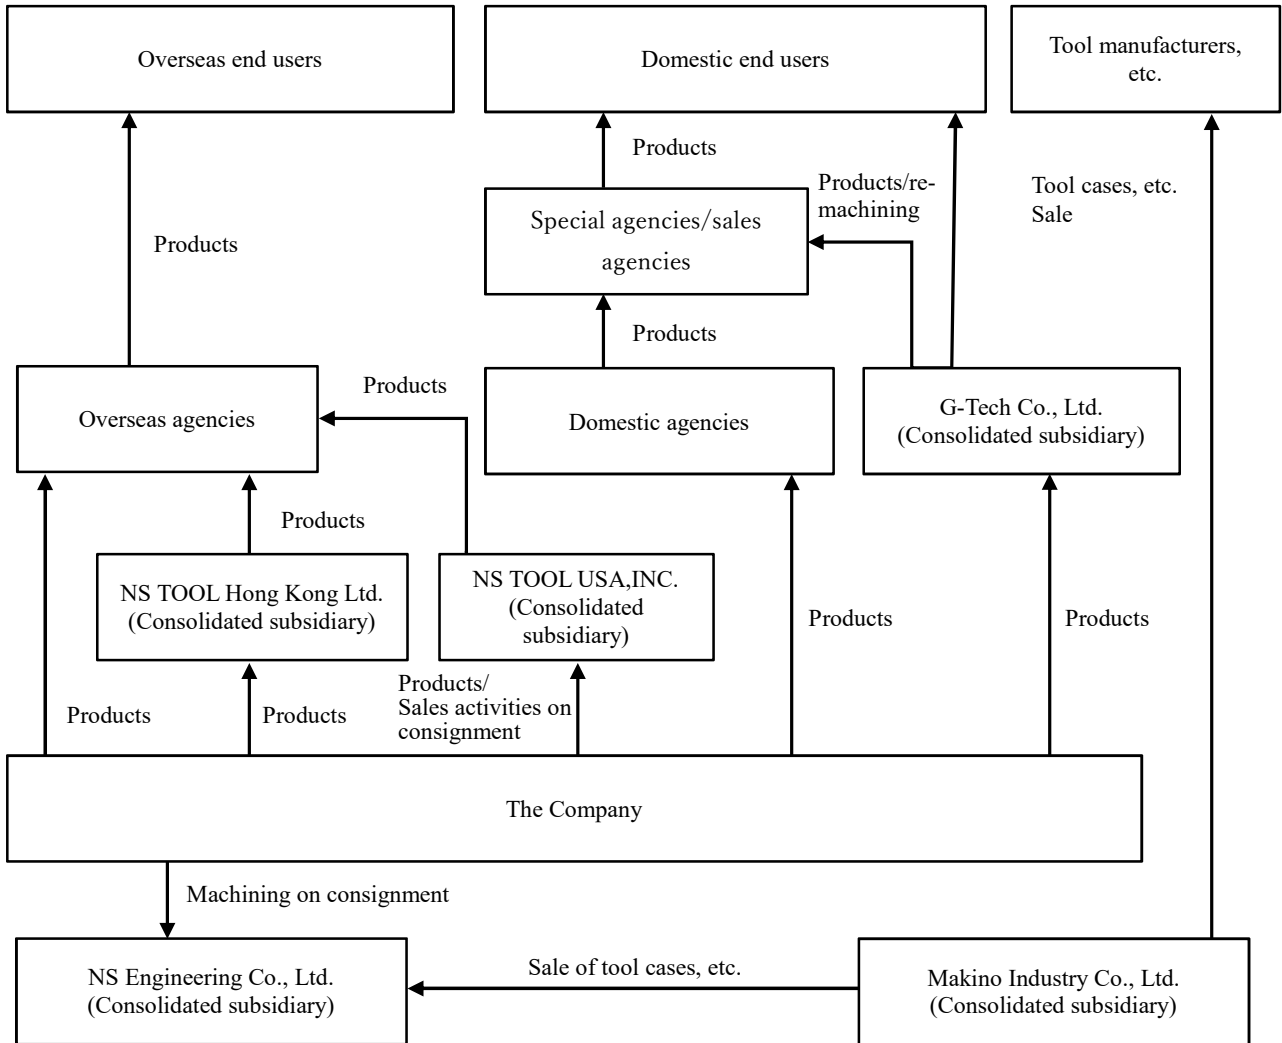 Overseas end users
Domestic end users
Tool manufacturers,
etc.
Products
Products/re-
machining
Tool cases, etc.
Sale
Special agencies/sales
agencies
Products
Products
Products
Overseas agencies
Domestic agencies
G-Tech Co., Ltd.
(Consolidated subsidiary)
Products
NS TOOL Hong Kong Ltd.
(Consolidated subsidiary)
NS TOOL USA,INC.
(Consolidated
subsidiary)
Products
Products
Products
Products
Products/
Sales activities on
consignment
The Company
Machining on consignment
NS Engineering Co., Ltd.
(Consolidated subsidiary)
Sale of tool cases, etc.
Makino Industry Co., Ltd.
(Consolidated subsidiary)